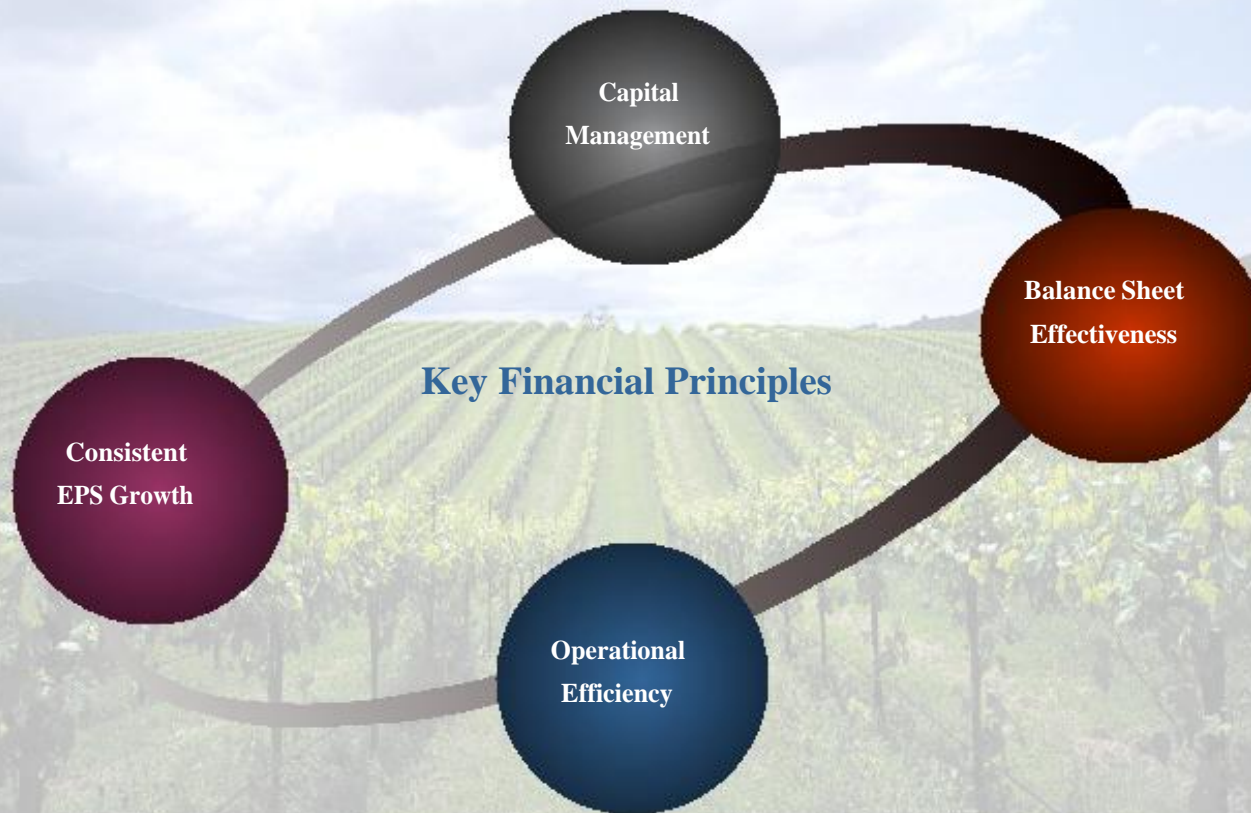 Capital
Management
Balance Sheet
Effectiveness
Key Financial Principles
Consistent
EPS Growth
Operational
Efficiency